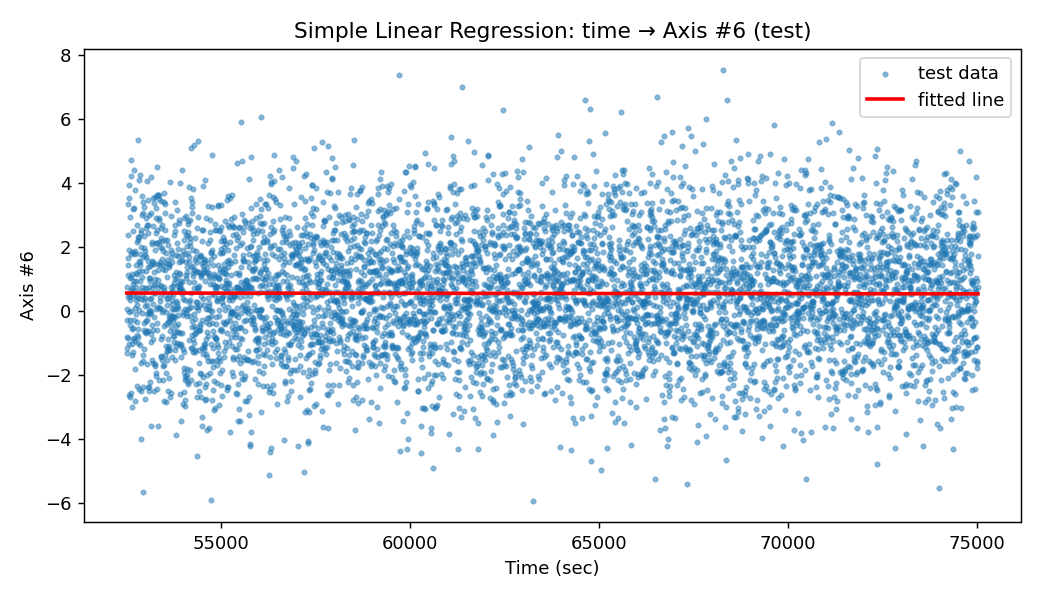 Simple Linear Regression: time → Axis #6 (test)
test data
fitted line
Axis #6
8
6
4
2
0
−2
−4
−6
55000
60000
65000
70000
75000
Time (sec)